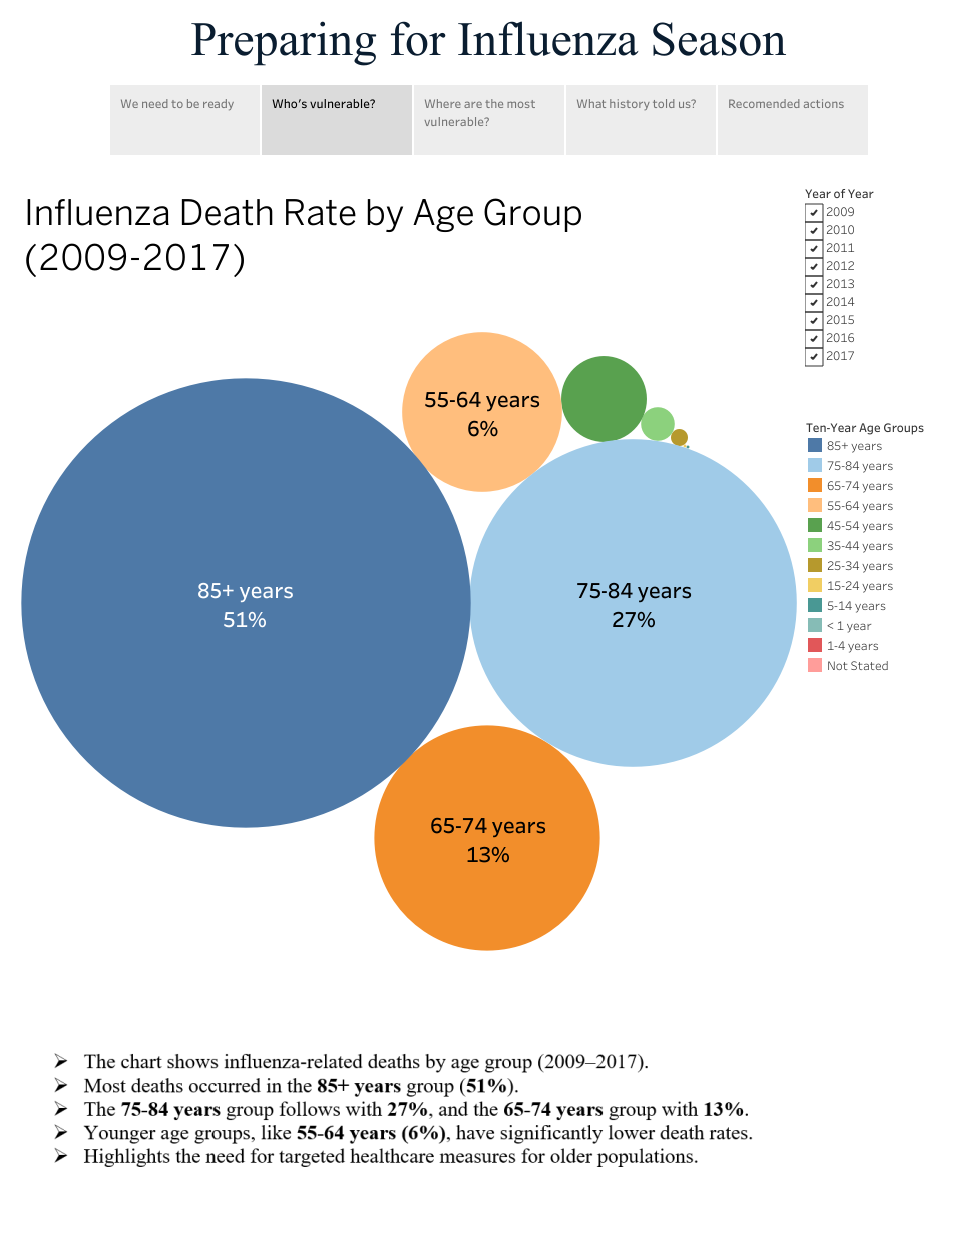 Preparing for Influenza Season
We need to be ready
Who's vulnerable?
Where are the most
vulnerable?
What history told us?
Recomended actions
Influenza Death Rate by Age Group
(2009-2017)
Year of Year
2009
2010
2011
2012
2013
2014
2015
2016
2017
55-64 years
6%
85+ years
51%
75-84 years
27%
65-74 years
13%
Ten-Year Age Groups
85+ years
75-84 years
65-74 years
55-64 years
45-54 years
35-44 years
25-34 years
15-24 years
5-14 years
< 1 year
1-4 years
Not Stated
➢ The chart shows influenza-related deaths by age group (2009–2017).
➢ Most deaths occurred in the 85+ years group (51%).
➢ The 75-84 years group follows with 27%, and the 65-74 years group with 13%.
➢ Younger age groups, like 55-64 years (6%), have significantly lower death rates.
➢ Highlights the need for targeted healthcare measures for older populations.